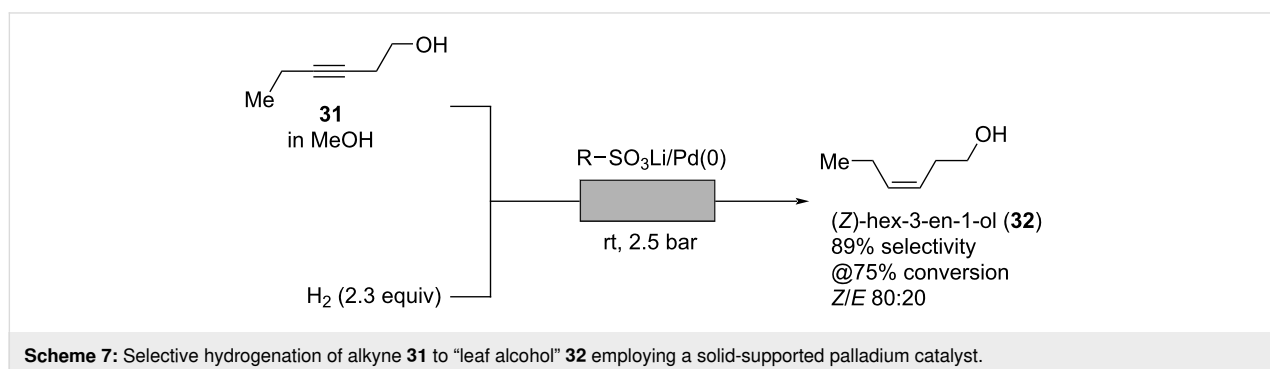 OH
Me
31
in MeOH
R–SO₃Li/Pd(0)
rt, 2.5 bar
H₂ (2.3 equiv)
OH
Me
(Z)-hex-3-en-1-ol (32)
89% selectivity
@75% conversion
Z/E 80:20
Scheme 7: Selective hydrogenation of alkyne 31 to “leaf alcohol” 32 employing a solid-supported palladium catalyst.